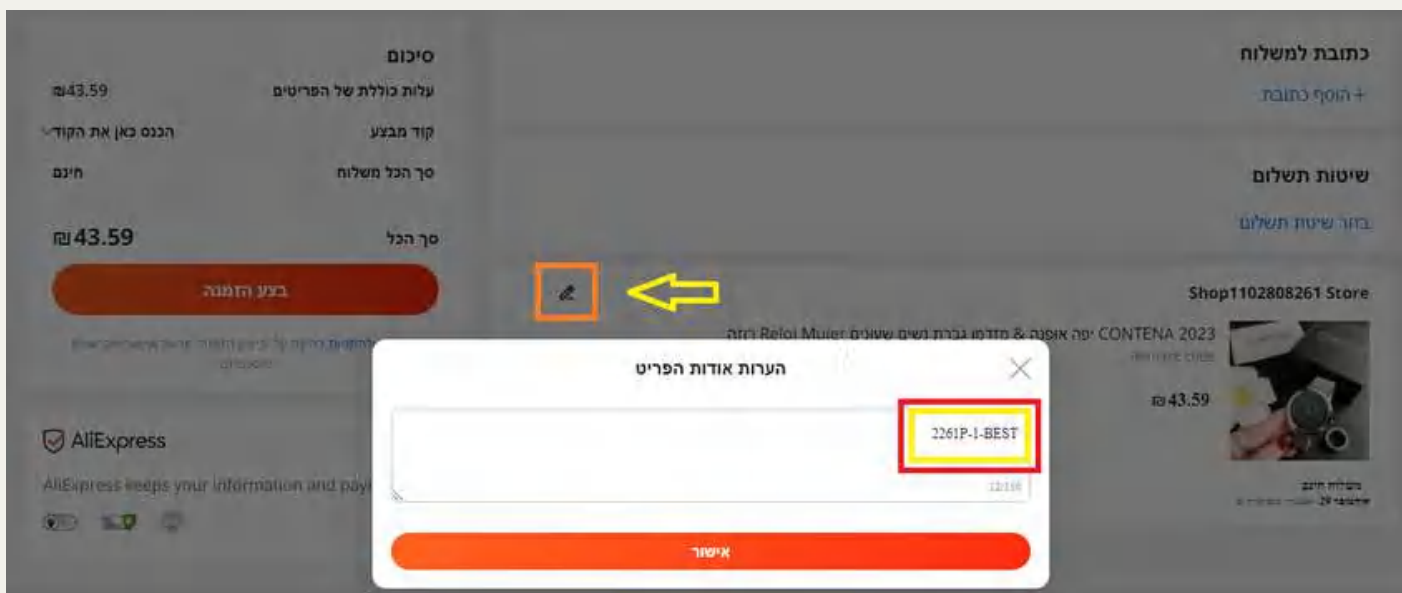 כתובת למשלוח
+ הוסף כתובת
שיטות תשלום
בחר שיטת תשלום
Shop1102808261 Store
CONTENA 2023 יפה אופנה & מזדמן גברת נשים שעונים Reloj Mujer רוזה
₪43.59
משלוח חינם
סיכום
עלות כוללת של הפריטים ₪43.59
קוד מבצע הכנס כאן את הקוד
סך הכל משלוח חינם
סך הכל ₪43.59
בצע הזמנה
AliExpress
AliExpress keeps your information and
הערות אודות הפריט
2261P-1-BEST
אישור